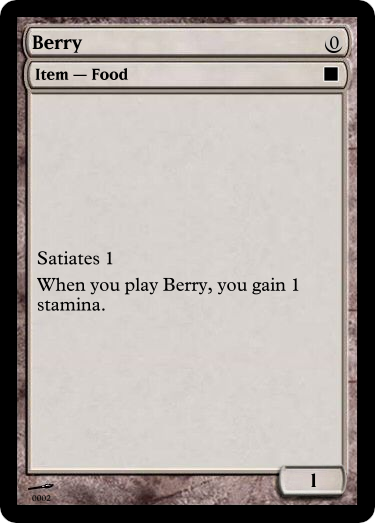 Berry 0
Item — Food
Satiates 1
When you play Berry, you gain 1
stamina.
1
0002